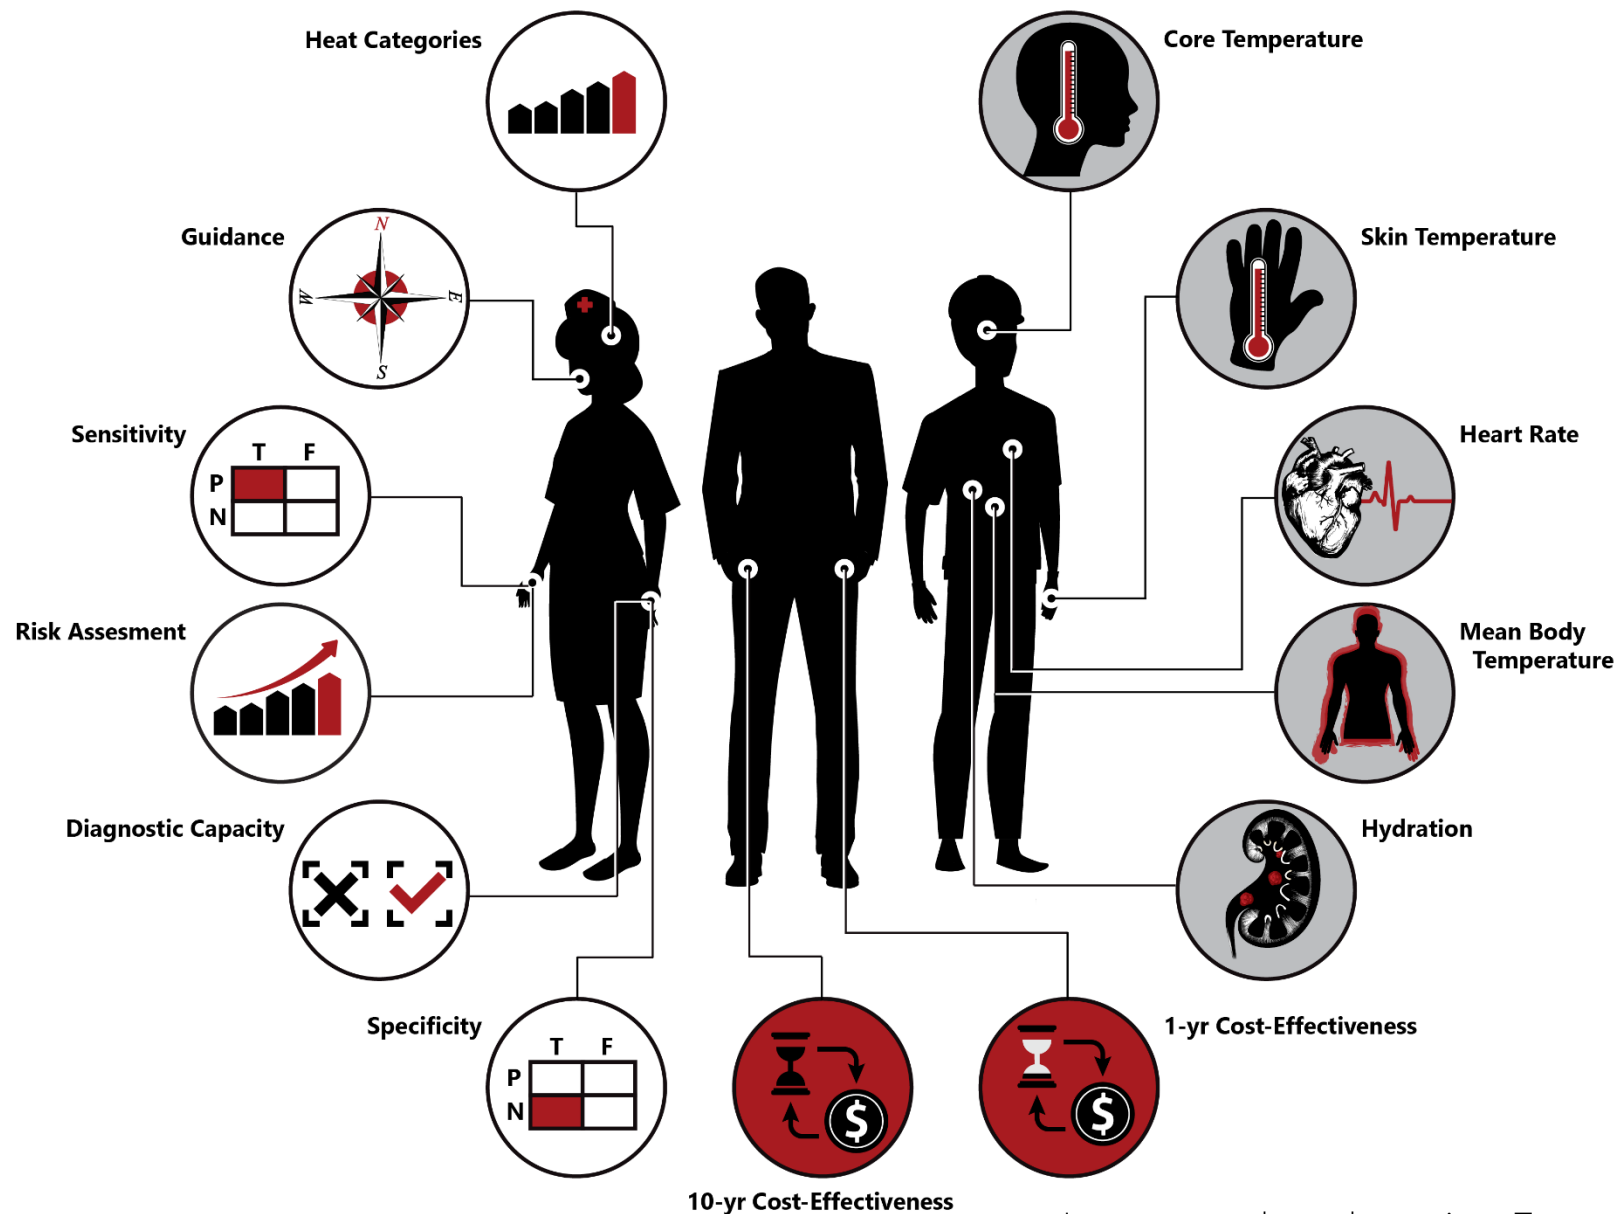 Heat Categories
Core Temperature
Guidance
N
W
E
S
Skin Temperature
Sensitivity
T F
P
N
Heart Rate
Risk Assesment
Mean Body
Temperature
Diagnostic Capacity
Hydration
Specificity
T F
P
N
$
10-yr Cost-Effectiveness
1-yr Cost-Effectiveness
$